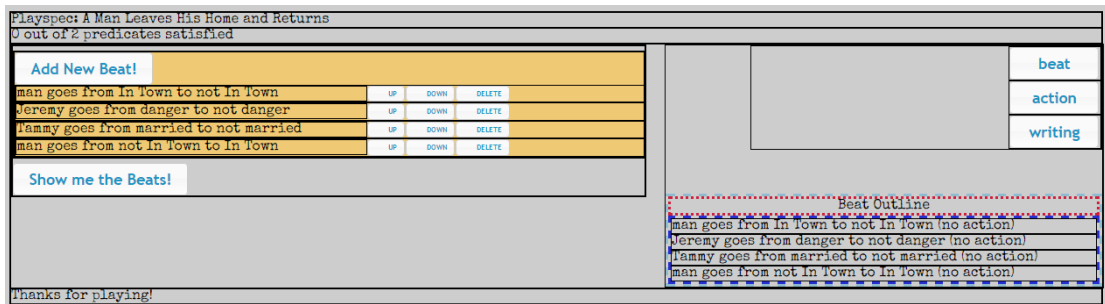 Playspec: A Man Leaves His Home and Returns
0 out of 2 predicates satisfied
Add New Beat!
man goes from In Town to not In Town UP DOWN DELETE
Jeremy goes from danger to not danger UP DOWN DELETE
Tammy goes from married to not married UP DOWN DELETE
man goes from not In Town to In Town UP DOWN DELETE
Show me the Beats!
beat
action
writing
Beat Outline
man goes from In Town to not In Town (no action)
Jeremy goes from danger to not danger (no action)
Tammy goes from married to not married (no action)
man goes from not In Town to In Town (no action)
Thanks for playing!